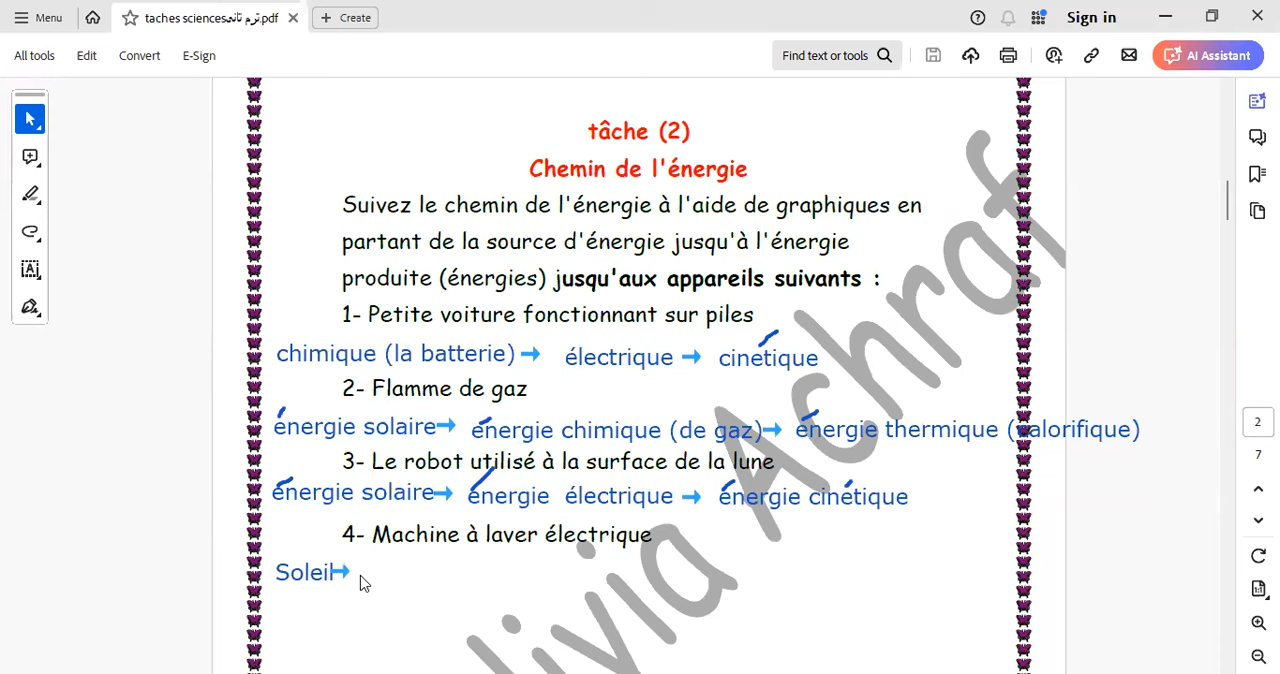 Menu
taches sciencesترم تانى.pdf
Create
Sign in
All tools
Edit
Convert
E-Sign
Find text or tools
AI Assistant
tâche (2)
Chemin de l'énergie
Suivez le chemin de l'énergie à l'aide de graphiques en
partant de la source d'énergie jusqu'à l'énergie
produite (énergies) jusqu'aux appareils suivants :
1- Petite voiture fonctionnant sur piles
chimique (la batterie) → électrique → cinétique
2- Flamme de gaz
énergie solaire → énergie chimique (de gaz) → énergie thermique (calorifique)
3- Le robot utilisé à la surface de la lune
énergie solaire → énergie électrique → énergie cinétique
4- Machine à laver électrique
Soleil →
livia Achraf
2
7